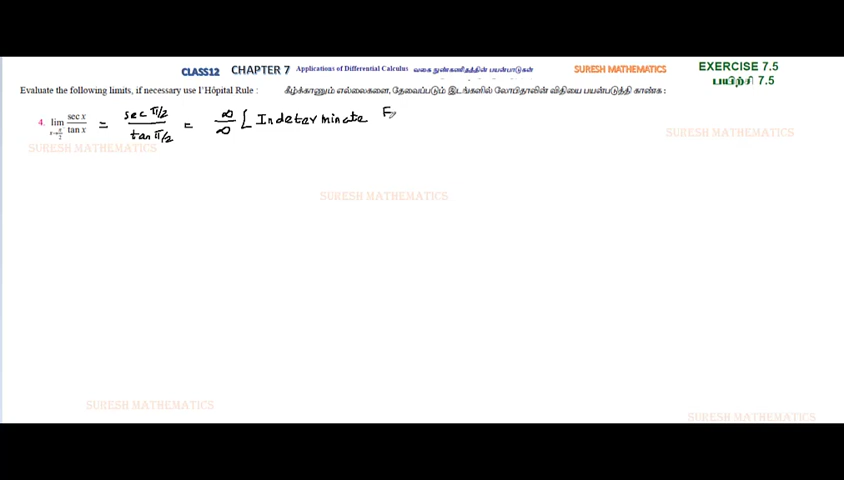 CLASS12 CHAPTER 7 Applications of Differential Calculus வகை நுண்கணிதத்தின் பயன்பாடுகள் SURESH MATHEMATICS EXERCISE 7.5
பயிற்சி 7.5
Evaluate the following limits, if necessary use l’Hôpital Rule : கீழ்க்காணும் எல்லைகளை, தேவைப்படும் இடங்களில் லோபிதாலின் விதியை பயன்படுத்தி காண்க :
4. lim x→π/2 sec x / tan x = sec π/2 / tan π/2 = ∞/∞ [ Indeterminate F
SURESH MATHEMATICS
SURESH MATHEMATICS
SURESH MATHEMATICS
SURESH MATHEMATICS
SURESH MATHEMATICS